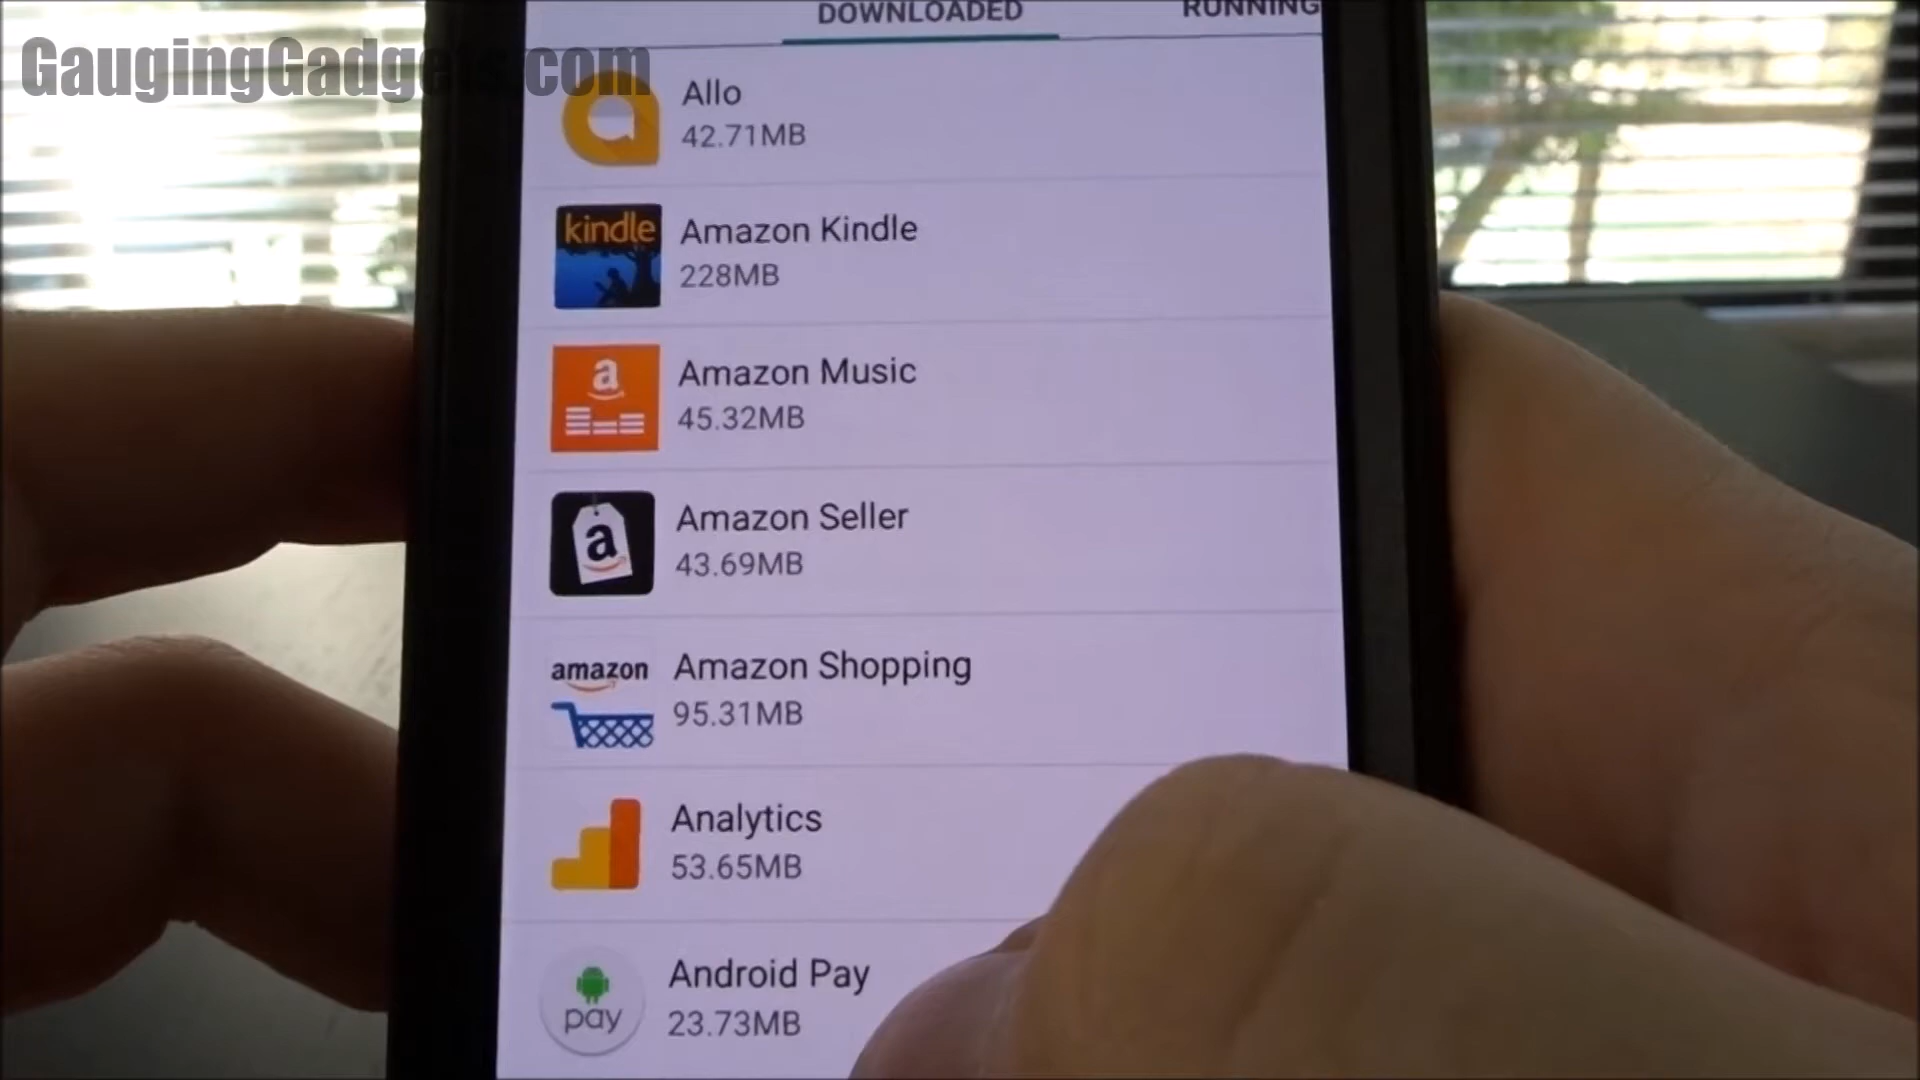 DOWNLOADED RUNNING
GaugingGadgets.com
Allo
42.71MB
kindle
Amazon Kindle
228MB
a
Amazon Music
45.32MB
a
Amazon Seller
43.69MB
amazon
Amazon Shopping
95.31MB
Analytics
53.65MB
pay
Android Pay
23.73MB